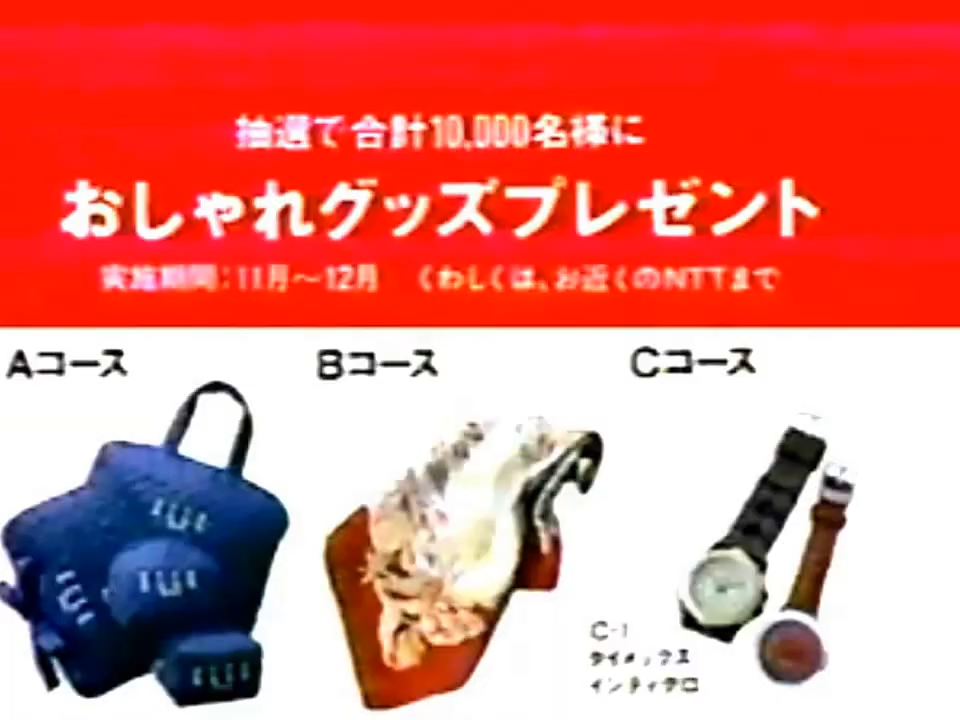 抽選で合計10,000名様に
おしゃれグッズプレゼント
実施期間:11月〜12月 くわしくは、お近くのNTTまで
Aコース
Bコース
Cコース
C-1
タイメックス
インディグロ